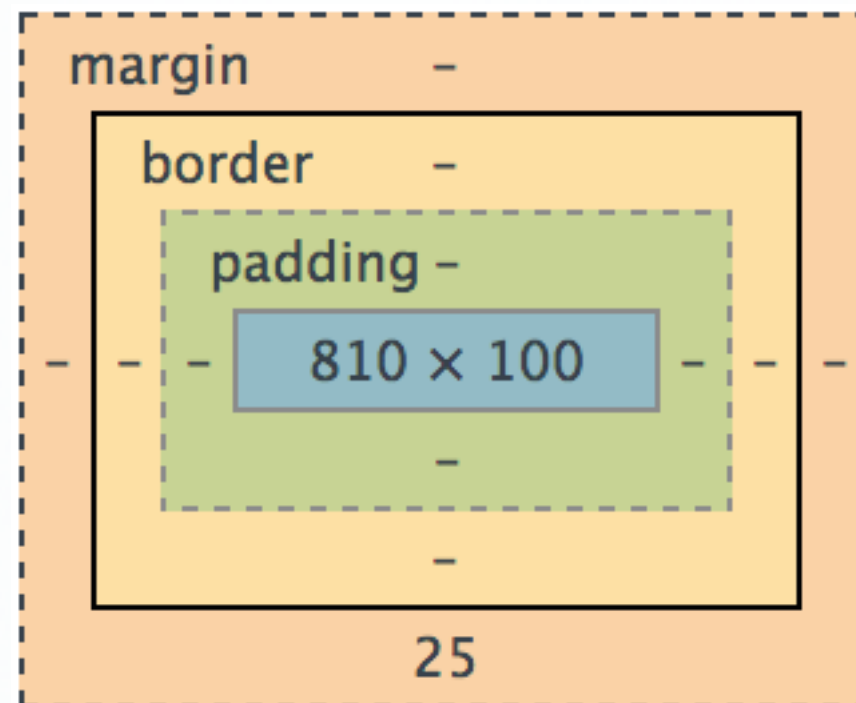 margin –
border –
padding –
– – – 810 × 100 – – –
–
–
25